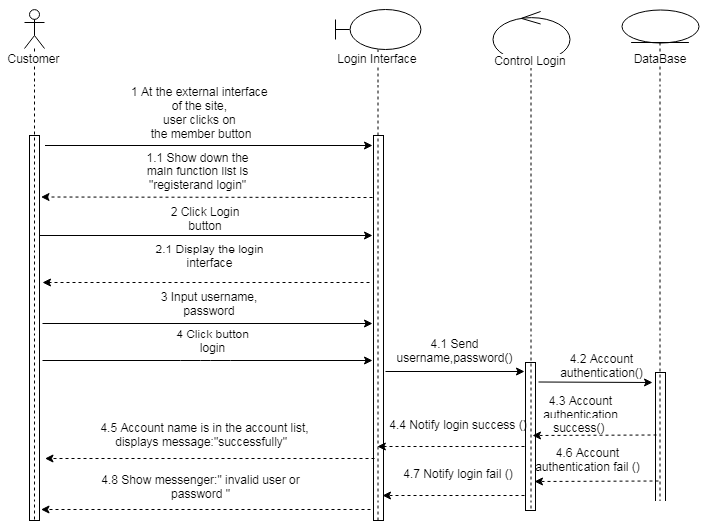 Customer
Login Interface
Control Login
DataBase
1 At the external interface
of the site,
user clicks on
the member button
1.1 Show down the
main function list is
"registerand login"
2 Click Login
button
2.1 Display the login
interface
3 Input username,
password
4 Click button
login
4.1 Send
username,password()
4.2 Account
authentication()
4.3 Account
authentication
success()
4.4 Notify login success ()
4.5 Account name is in the account list,
displays message:"successfully"
4.6 Account
authentication fail ()
4.7 Notify login fail ()
4.8 Show messenger:" invalid user or
password "